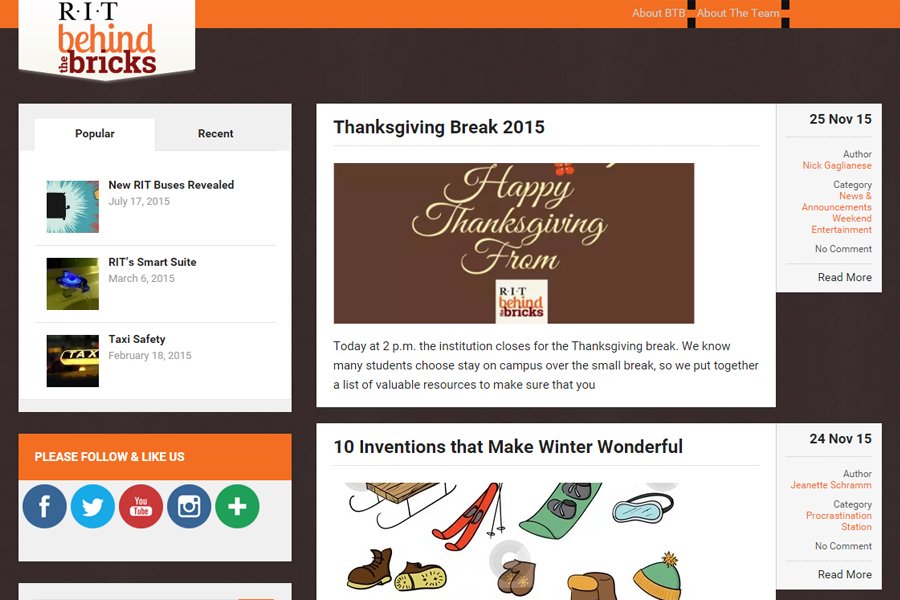 About BTB About The Team
R·I·T
behind
the bricks
Popular Recent
New RIT Buses Revealed
July 17, 2015
RIT's Smart Suite
March 6, 2015
TAXI
Taxi Safety
February 18, 2015
PLEASE FOLLOW & LIKE US
f
You
Tube
Thanksgiving Break 2015
Happy
Thanksgiving
From
R·I·T
behind
the bricks
Today at 2 p.m. the institution closes for the Thanksgiving break. We know
many students choose stay on campus over the small break, so we put together
a list of valuable resources to make sure that you
25 Nov 15
Author
Nick Gaglianese
Category
News &
Announcements
Weekend
Entertainment
No Comment
Read More
10 Inventions that Make Winter Wonderful
24 Nov 15
Author
Jeanette Schramm
Category
Procrastination
Station
No Comment
Read More